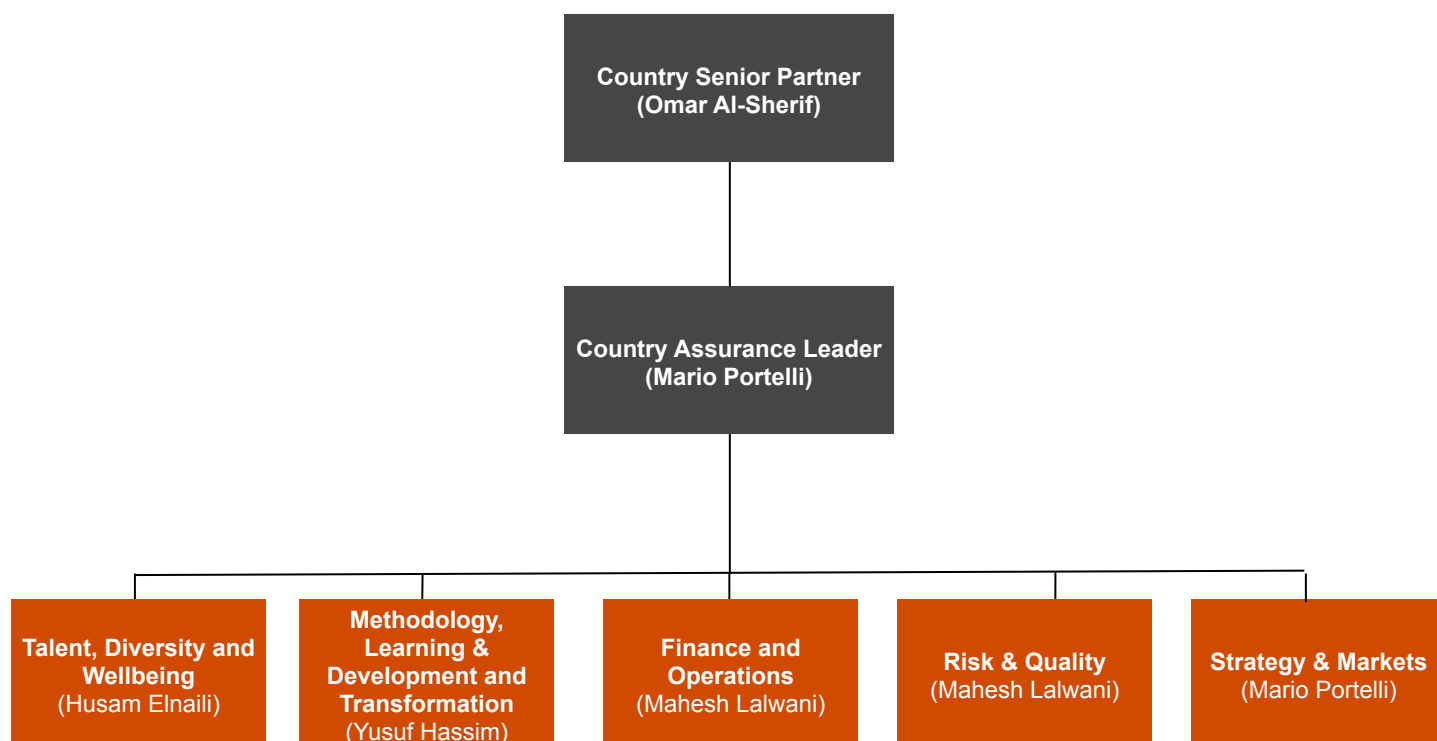 Country Senior Partner
(Omar Al-Sherif)
Country Assurance Leader
(Mario Portelli)
Talent, Diversity and
Wellbeing
(Husam Elnaili)
Methodology,
Learning &
Development and
Transformation
(Yusuf Hassim)
Finance and
Operations
(Mahesh Lalwani)
Risk & Quality
(Mahesh Lalwani)
Strategy & Markets
(Mario Portelli)